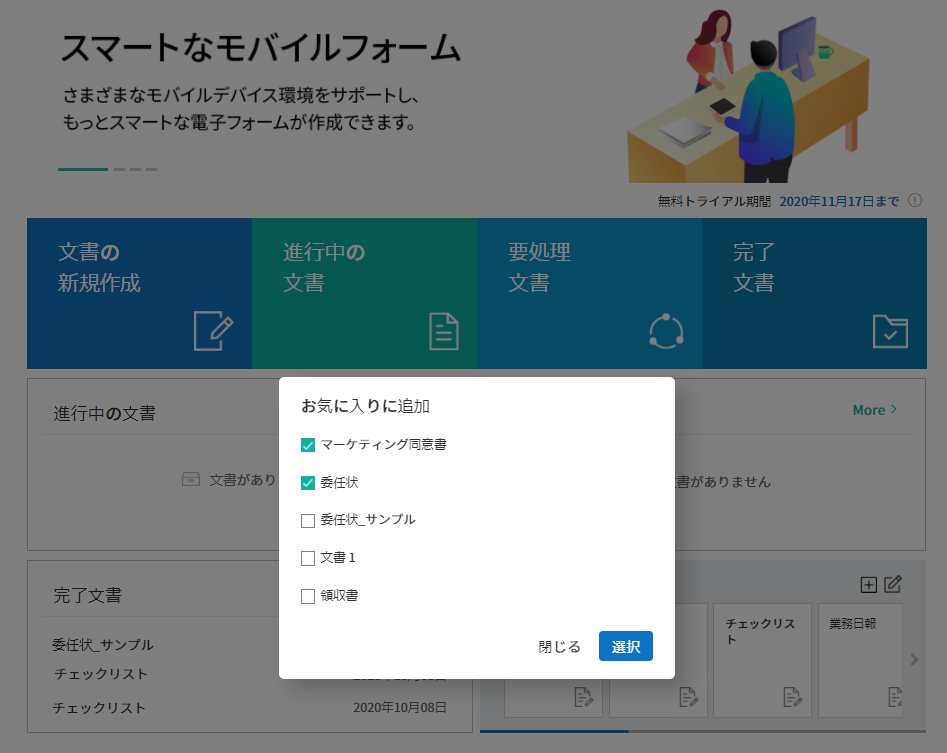 スマートなモバイルフォーム
さまざまなモバイルデバイス環境をサポートし、
もっとスマートな電子フォームが作成できます。
無料トライアル期間 2020年11月17日まで
文書の
新規作成
進行中の
文書
要処理
文書
完了
文書
進行中の文書
More
文書があり
書がありません
お気に入りに追加
マーケティング同意書
委任状
委任状_サンプル
文書 1
領収書
閉じる
選択
完了文書
委任状_サンプル
チェックリスト
チェックリスト
2020年10月08日
チェックリス
ト
業務日報